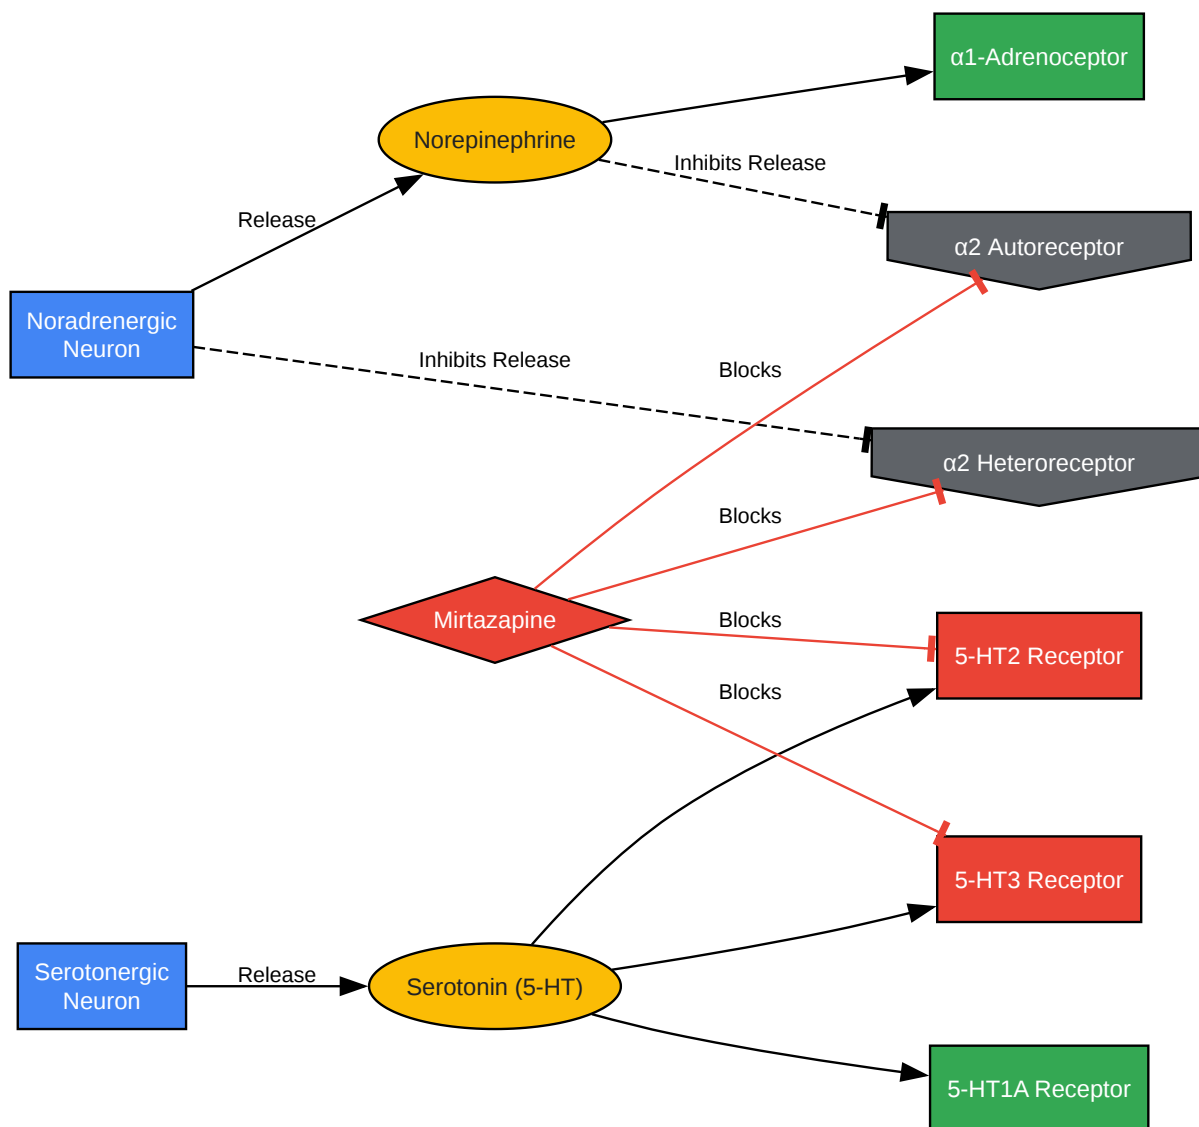 α1-Adrenoceptor
Norepinephrine
Inhibits Release
Release
α2 Autoreceptor
Noradrenergic
Neuron
Inhibits Release
Blocks
α2 Heteroreceptor
Blocks
Mirtazapine
Blocks
5-HT2 Receptor
Blocks
5-HT3 Receptor
Serotonergic
Neuron
Release
Serotonin (5-HT)
5-HT1A Receptor